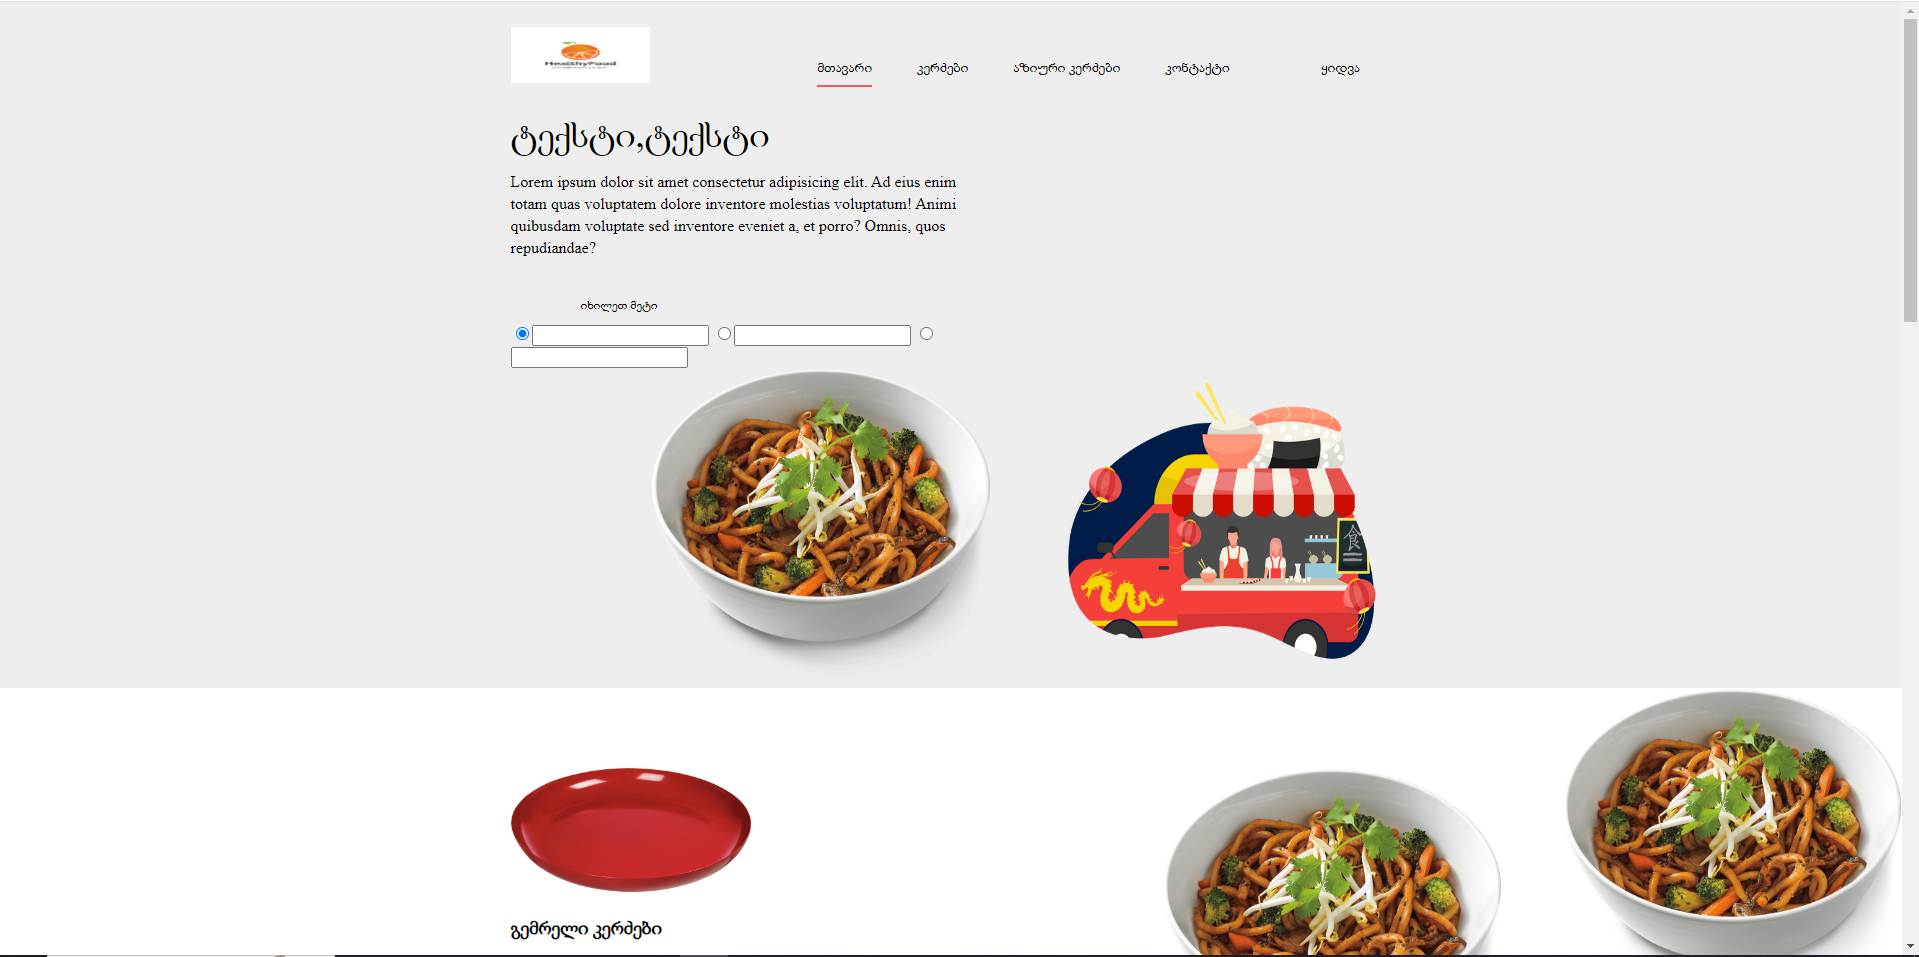 HealthyFood
მთავარი კერძები აზიური კერძები კონტაქტი ყიდვა
ტექსტი,ტექსტი
Lorem ipsum dolor sit amet consectetur adipisicing elit. Ad eius enim
totam quas voluptatem dolore inventore molestias voluptatum! Animi
quibusdam voluptate sed inventore eveniet a, et porro? Omnis, quos
repudiandae?
იხილეთ მეტი
食
გემრელი კერძები